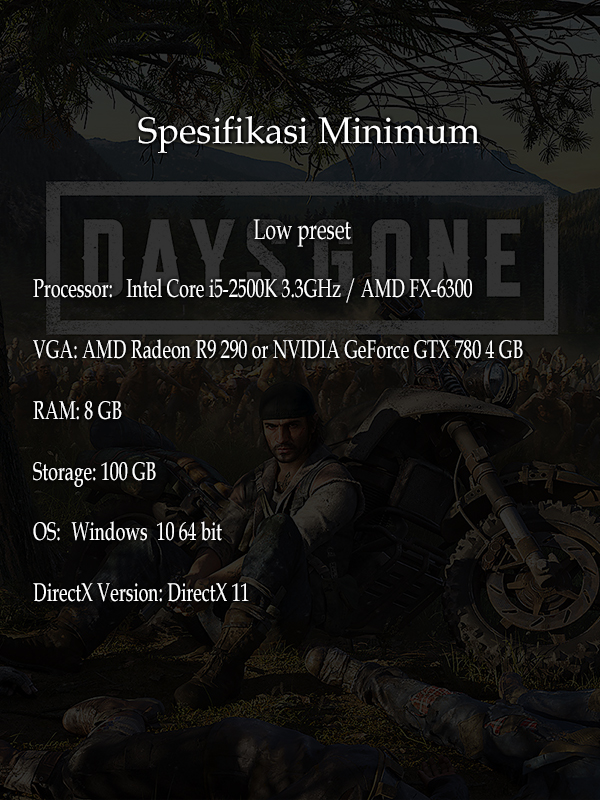 Spesifikasi Minimum
DAYS GONE
Low preset
Processor: Intel Core i5-2500K 3.3GHz / AMD FX-6300
VGA: AMD Radeon R9 290 or NVIDIA GeForce GTX 780 4 GB
RAM: 8 GB
Storage: 100 GB
OS: Windows 10 64 bit
DirectX Version: DirectX 11